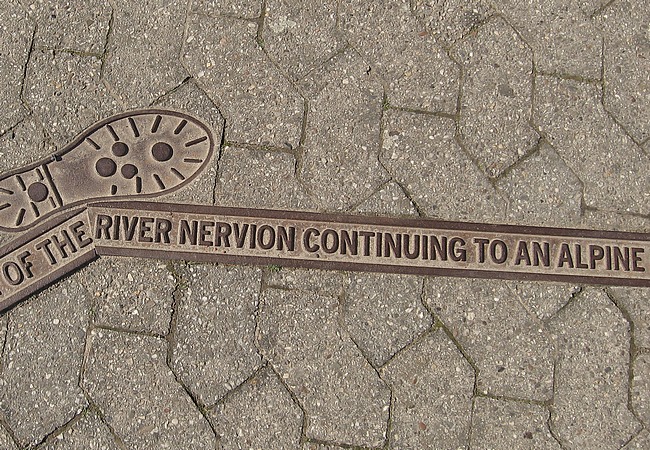 OF THE RIVER NERVION CONTINUING TO AN ALPINE